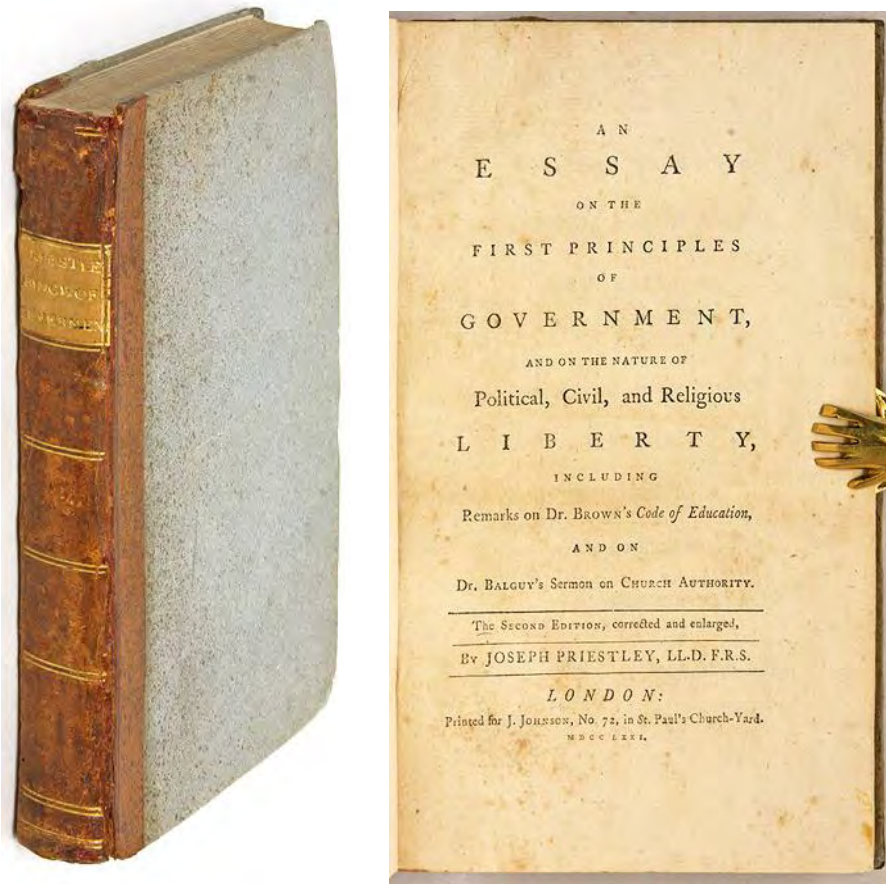 A N
E S S A Y
ON THE
FIRST PRINCIPLES
OF
GOVERNMENT,
AND ON THE NATURE OF
Political, Civil, and Religious
LIBERTY,
INCLUDING
Remarks on Dr. BROWN's Code of Education,
AND ON
Dr. BALGUY's Sermon on CHURCH AUTHORITY.
The SECOND EDITION, corrected and enlarged,
By JOSEPH PRIESTLEY, LL.D. F.R.S.
LONDON:
Printed for J. JOHNSON, No. 72, in St. Paul's Church-Yard.
MDCCLXXI.